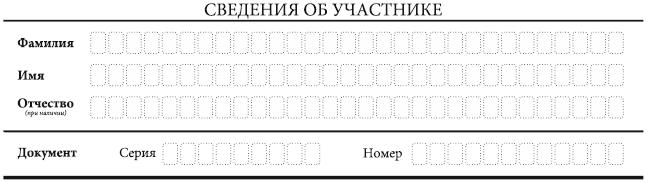 СВЕДЕНИЯ ОБ УЧАСТНИКЕ
Фамилия
Имя
Отчество
(при наличии)
Документ Серия Номер